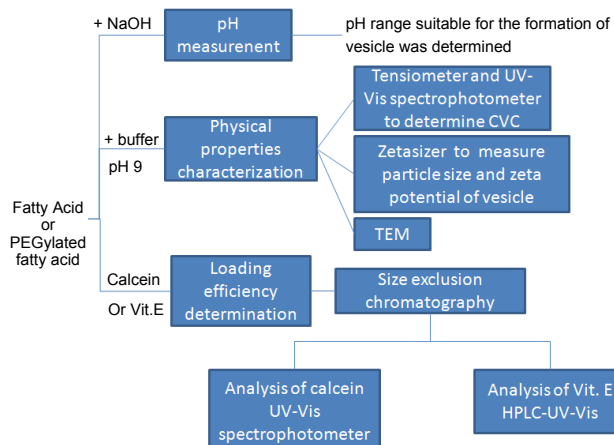 + NaOH
pH
measurenent
pH range suitable for the formation of
vesicle was determined
Tensiometer and UV-
Vis spectrophotometer
to determine CVC
+ buffer
pH 9
Physical
properties
characterization
Zetasizer to measure
particle size and zeta
potential of vesicle
TEM
Fatty Acid
or
PEGylated
fatty acid
Calcein
Or Vit.E
Loading
efficiency
determination
Size exclusion
chromatography
Analysis of calcein
UV-Vis
spectrophotometer
Analysis of Vit. E
HPLC-UV-Vis